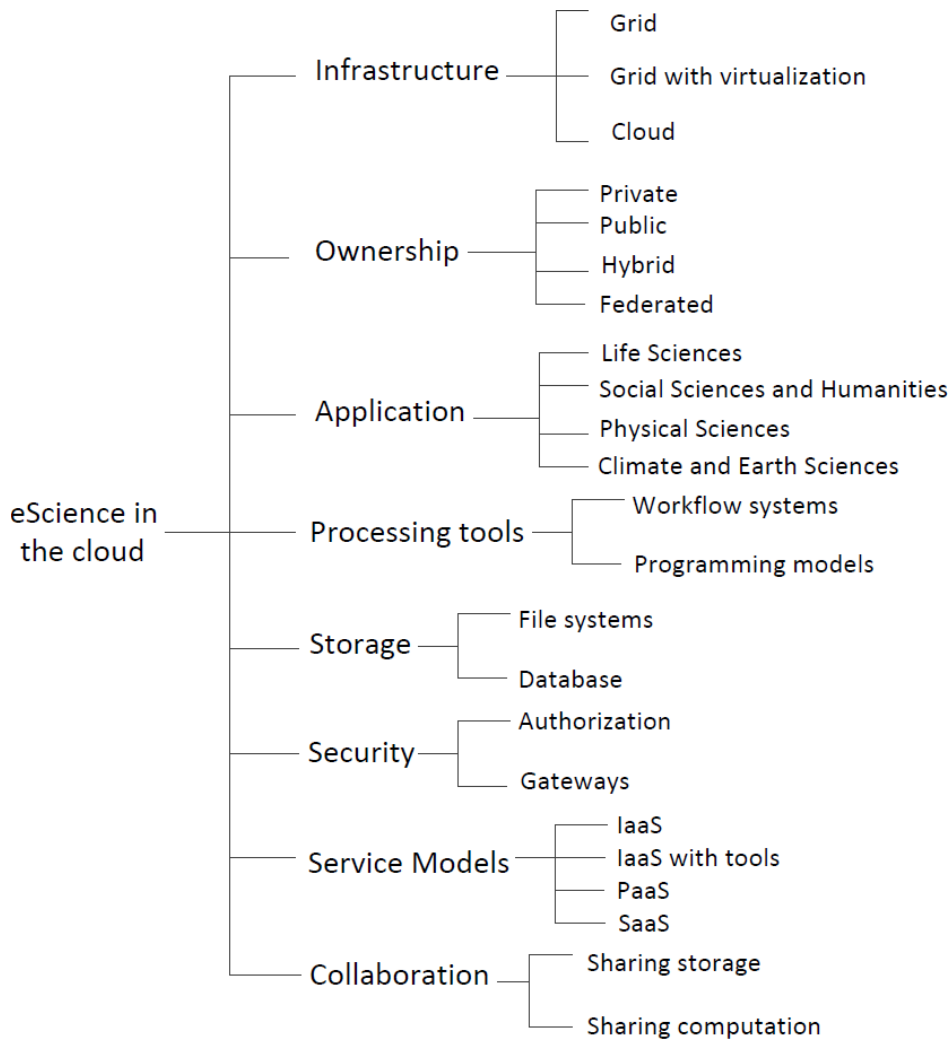 eScience in
the cloud
Infrastructure
Grid
Grid with virtualization
Cloud
Ownership
Private
Public
Hybrid
Federated
Application
Life Sciences
Social Sciences and Humanities
Physical Sciences
Climate and Earth Sciences
Processing tools
Workflow systems
Programming models
Storage
File systems
Database
Security
Authorization
Gateways
Service Models
IaaS
IaaS with tools
PaaS
SaaS
Collaboration
Sharing storage
Sharing computation